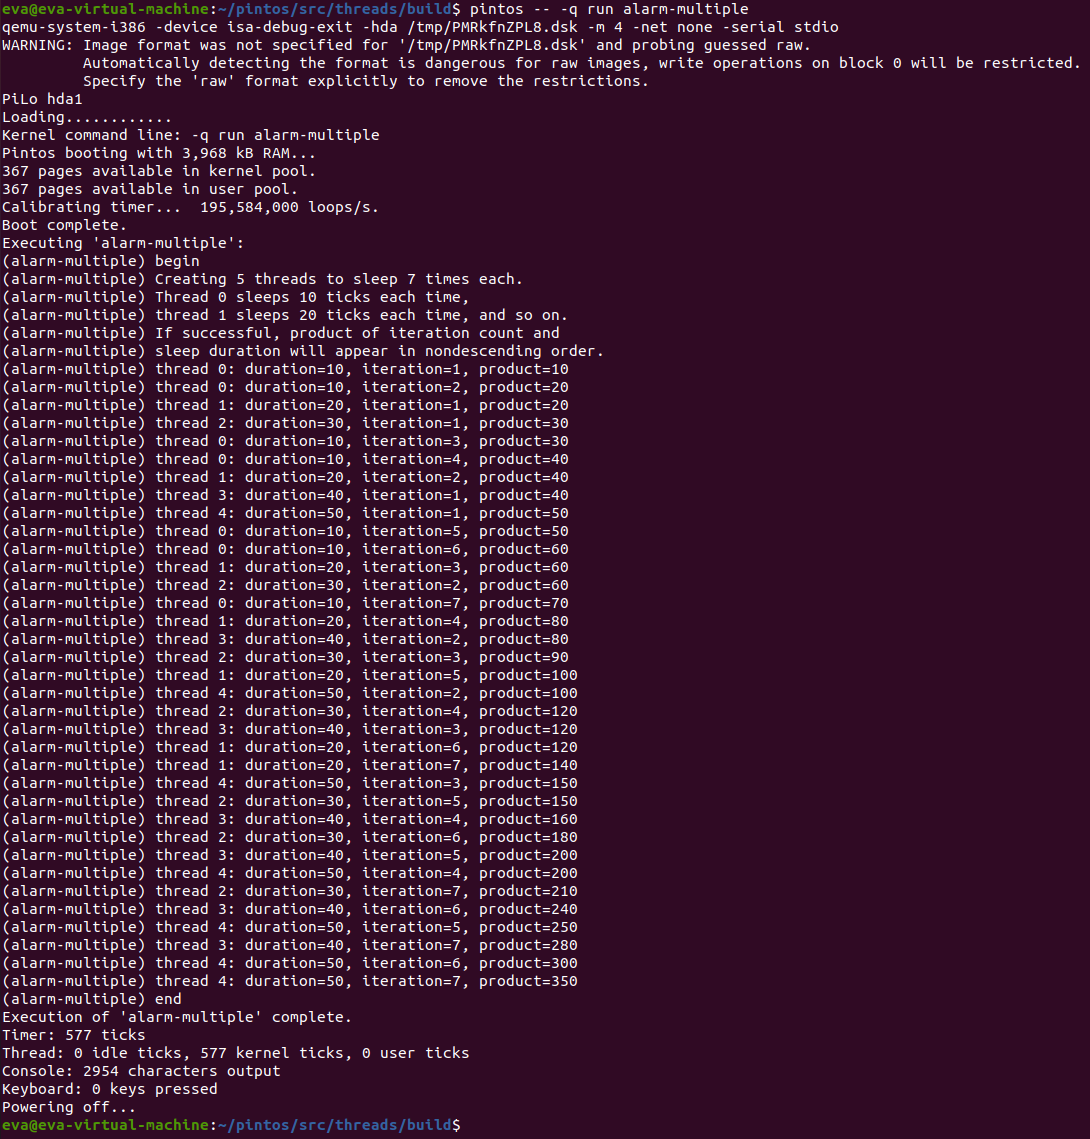 eva@eva-virtual-machine:~/pintos/src/threads/build$ pintos -- -q run alarm-multiple
qemu-system-i386 -device isa-debug-exit -hda /tmp/PMRkfnZPL8.dsk -m 4 -net none -serial stdio
WARNING: Image format was not specified for '/tmp/PMRkfnZPL8.dsk' and probing guessed raw.
         Automatically detecting the format is dangerous for raw images, write operations on block 0 will be restricted.
         Specify the 'raw' format explicitly to remove the restrictions.
PiLo hda1
Loading............
Kernel command line: -q run alarm-multiple
Pintos booting with 3,968 kB RAM...
367 pages available in kernel pool.
367 pages available in user pool.
Calibrating timer...  195,584,000 loops/s.
Boot complete.
Executing 'alarm-multiple':
(alarm-multiple) begin
(alarm-multiple) Creating 5 threads to sleep 7 times each.
(alarm-multiple) Thread 0 sleeps 10 ticks each time,
(alarm-multiple) thread 1 sleeps 20 ticks each time, and so on.
(alarm-multiple) If successful, product of iteration count and
(alarm-multiple) sleep duration will appear in nondescending order.
(alarm-multiple) thread 0: duration=10, iteration=1, product=10
(alarm-multiple) thread 0: duration=10, iteration=2, product=20
(alarm-multiple) thread 1: duration=20, iteration=1, product=20
(alarm-multiple) thread 2: duration=30, iteration=1, product=30
(alarm-multiple) thread 0: duration=10, iteration=3, product=30
(alarm-multiple) thread 0: duration=10, iteration=4, product=40
(alarm-multiple) thread 1: duration=20, iteration=2, product=40
(alarm-multiple) thread 3: duration=40, iteration=1, product=40
(alarm-multiple) thread 4: duration=50, iteration=1, product=50
(alarm-multiple) thread 0: duration=10, iteration=5, product=50
(alarm-multiple) thread 0: duration=10, iteration=6, product=60
(alarm-multiple) thread 1: duration=20, iteration=3, product=60
(alarm-multiple) thread 2: duration=30, iteration=2, product=60
(alarm-multiple) thread 0: duration=10, iteration=7, product=70
(alarm-multiple) thread 1: duration=20, iteration=4, product=80
(alarm-multiple) thread 3: duration=40, iteration=2, product=80
(alarm-multiple) thread 2: duration=30, iteration=3, product=90
(alarm-multiple) thread 1: duration=20, iteration=5, product=100
(alarm-multiple) thread 4: duration=50, iteration=2, product=100
(alarm-multiple) thread 2: duration=30, iteration=4, product=120
(alarm-multiple) thread 3: duration=40, iteration=3, product=120
(alarm-multiple) thread 1: duration=20, iteration=6, product=120
(alarm-multiple) thread 1: duration=20, iteration=7, product=140
(alarm-multiple) thread 4: duration=50, iteration=3, product=150
(alarm-multiple) thread 2: duration=30, iteration=5, product=150
(alarm-multiple) thread 3: duration=40, iteration=4, product=160
(alarm-multiple) thread 2: duration=30, iteration=6, product=180
(alarm-multiple) thread 3: duration=40, iteration=5, product=200
(alarm-multiple) thread 4: duration=50, iteration=4, product=200
(alarm-multiple) thread 2: duration=30, iteration=7, product=210
(alarm-multiple) thread 3: duration=40, iteration=6, product=240
(alarm-multiple) thread 4: duration=50, iteration=5, product=250
(alarm-multiple) thread 3: duration=40, iteration=7, product=280
(alarm-multiple) thread 4: duration=50, iteration=6, product=300
(alarm-multiple) thread 4: duration=50, iteration=7, product=350
(alarm-multiple) end
Execution of 'alarm-multiple' complete.
Timer: 577 ticks
Thread: 0 idle ticks, 577 kernel ticks, 0 user ticks
Console: 2954 characters output
Keyboard: 0 keys pressed
Powering off...
eva@eva-virtual-machine:~/pintos/src/threads/build$